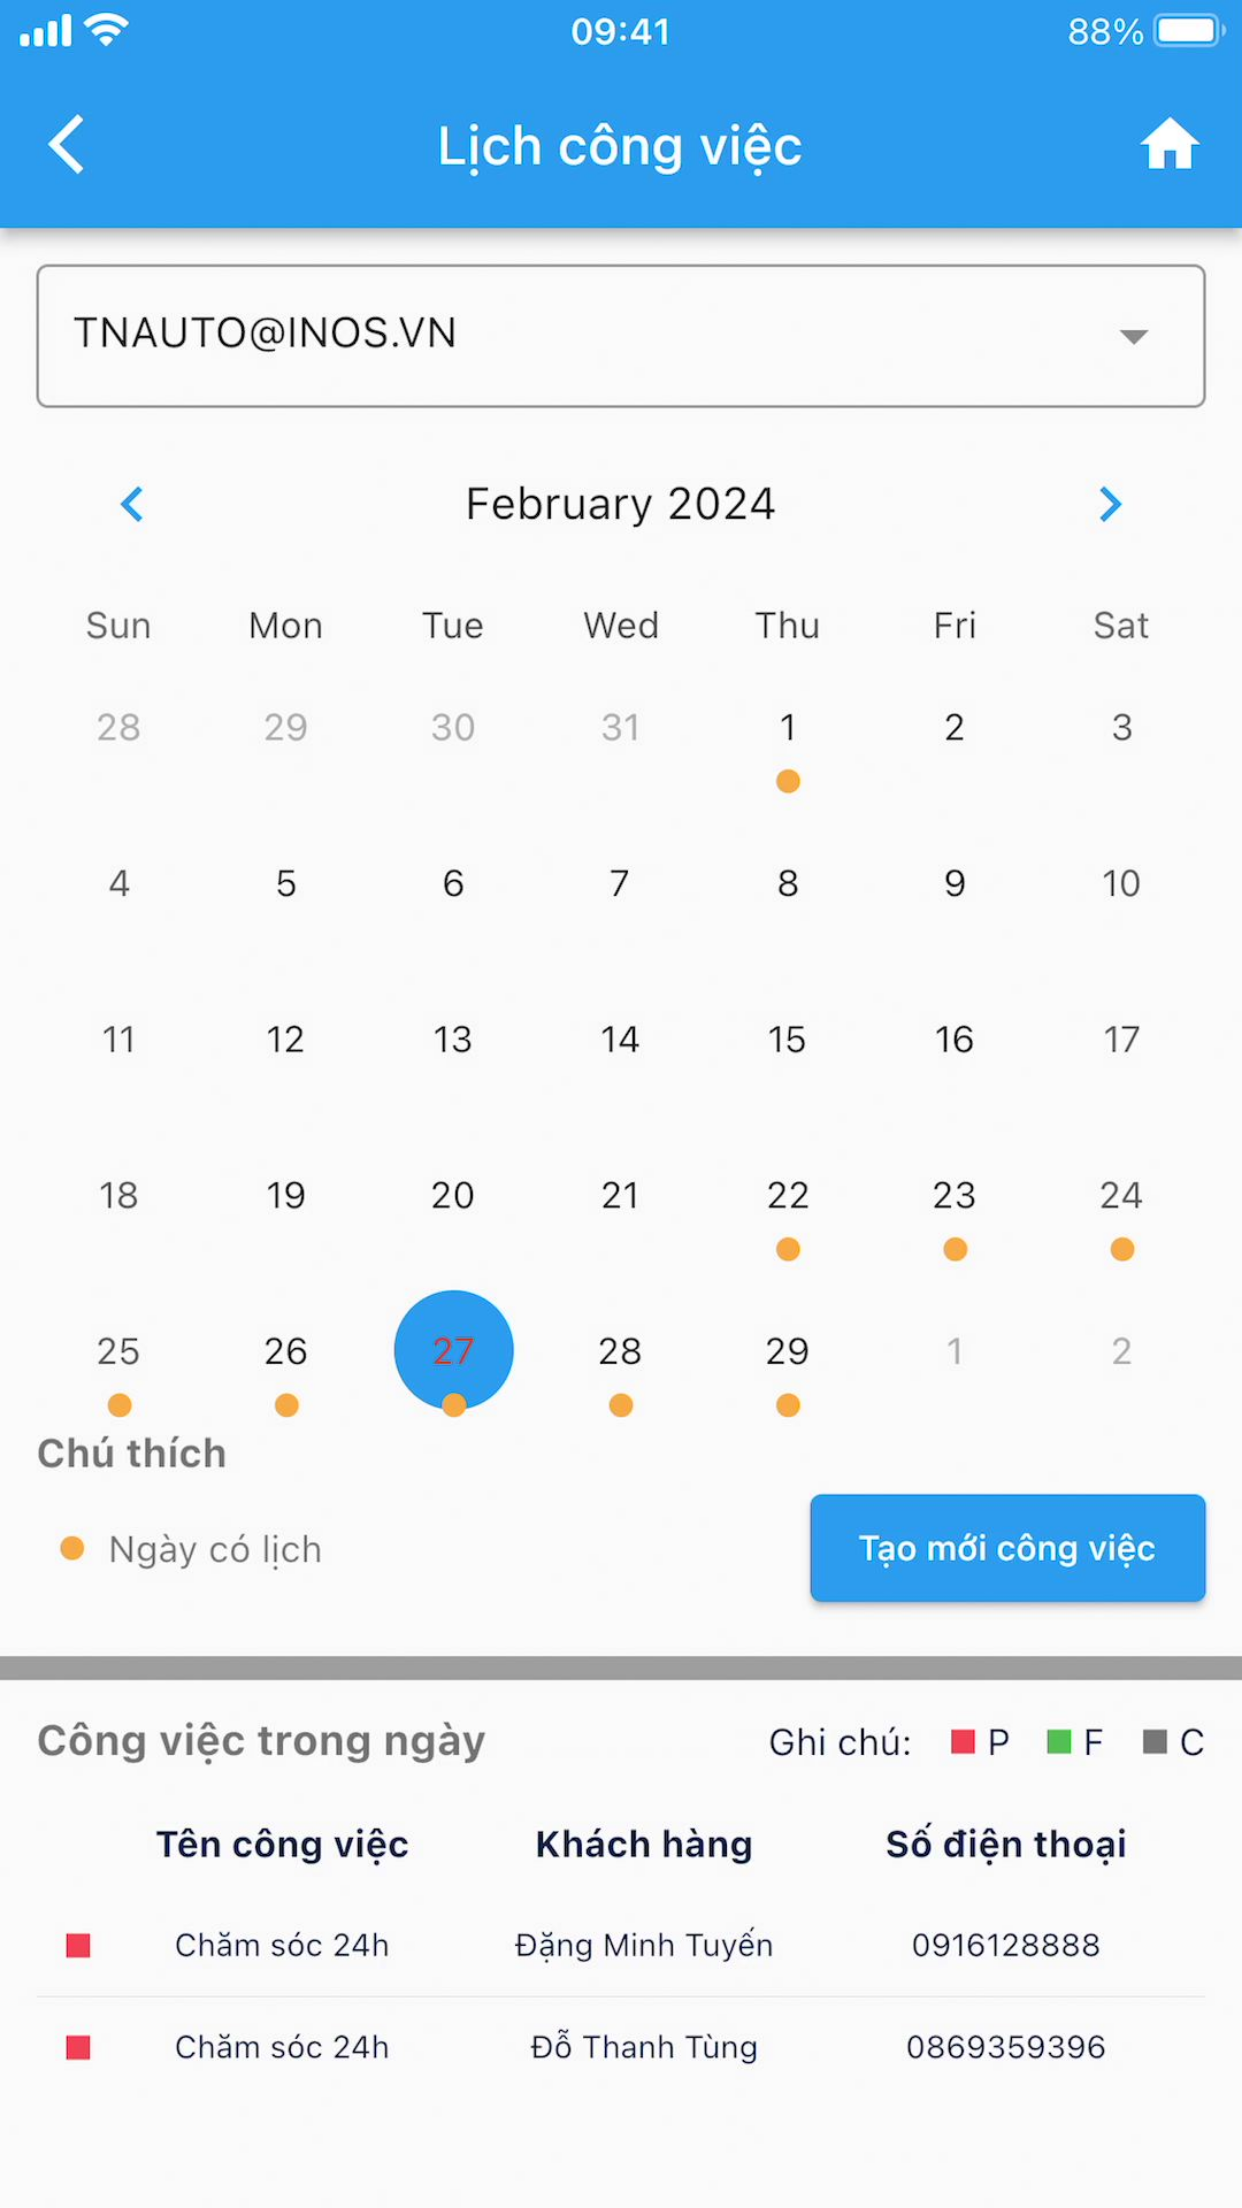 09:41 88%
Lịch công việc
TNAUTO@INOS.VN
February 2024
Sun Mon Tue Wed Thu Fri Sat
28 29 30 31 1 2 3
4 5 6 7 8 9 10
11 12 13 14 15 16 17
18 19 20 21 22 23 24
25 26 27 28 29 1 2
Chú thích
Ngày có lịch Tạo mới công việc
Công việc trong ngày Ghi chú: P F C
Tên công việc Khách hàng Số điện thoại
Chăm sóc 24h Đặng Minh Tuyến 0916128888
Chăm sóc 24h Đỗ Thanh Tùng 0869359396